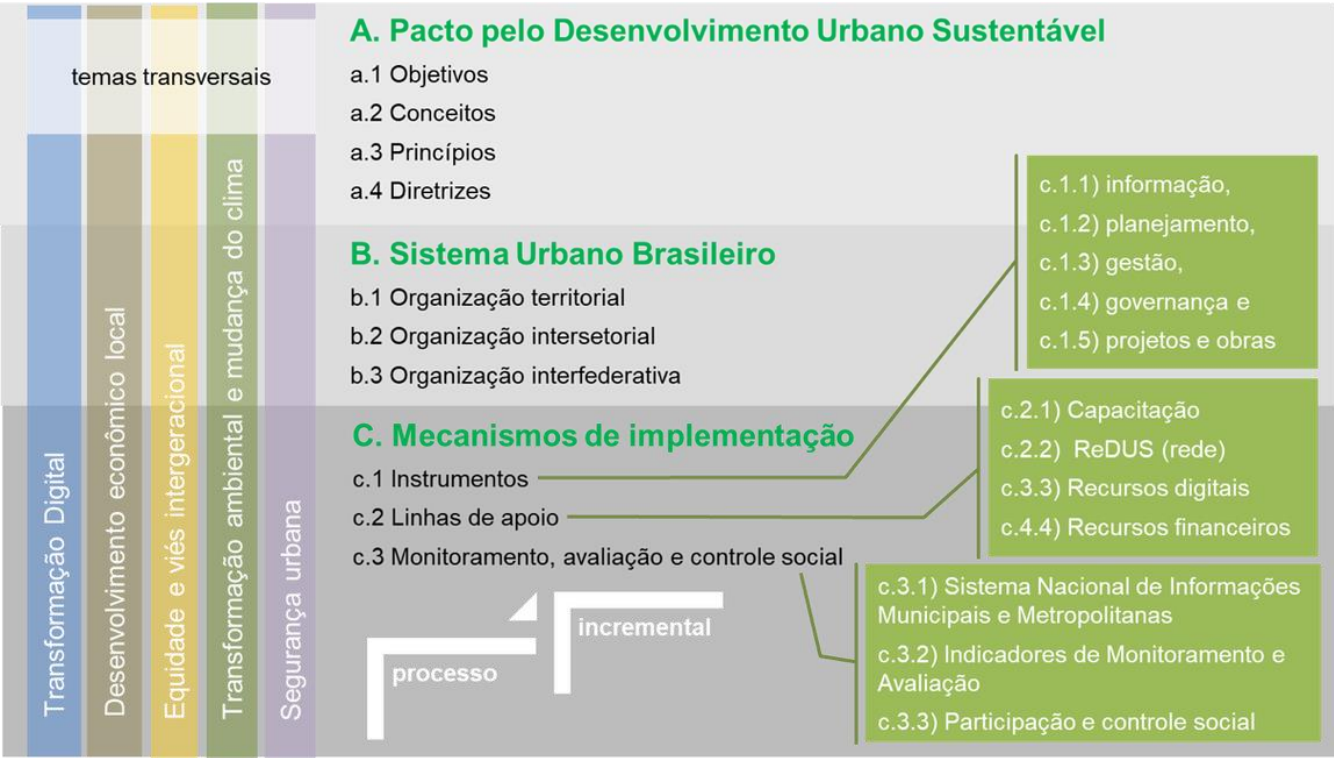 temas transversais
Transformação Digital
Desenvolvimento econômico local
Equidade e viés intergeracional
Transformação ambiental e mudança do clima
Segurança urbana
A. Pacto pelo Desenvolvimento Urbano Sustentável
a.1 Objetivos
a.2 Conceitos
a.3 Princípios
a.4 Diretrizes
B. Sistema Urbano Brasileiro
b.1 Organização territorial
b.2 Organização intersetorial
b.3 Organização interfederativa
C. Mecanismos de implementação
c.1 Instrumentos
c.2 Linhas de apoio
c.3 Monitoramento, avaliação e controle social
processo
incremental
c.1.1) informação,
c.1.2) planejamento,
c.1.3) gestão,
c.1.4) governança e
c.1.5) projetos e obras
c.2.1) Capacitação
c.2.2) ReDUS (rede)
c.3.3) Recursos digitais
c.4.4) Recursos financeiros
c.3.1) Sistema Nacional de Informações
Municipais e Metropolitanas
c.3.2) Indicadores de Monitoramento e
Avaliação
c.3.3) Participação e controle social